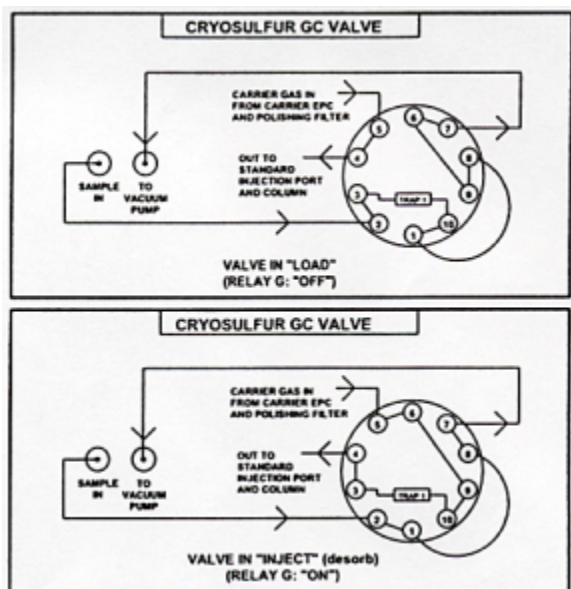 CRYOSULFUR GC VALVE
CARRIER GAS IN
FROM CARRIER EPC
AND POLISHING FILTER
OUT TO
STANDARD
INJECTION PORT
AND COLUMN
SAMPLE
IN
TO
VACUUM
PUMP
6
7
5
8
4
9
3
TRAP 1
2
10
1
VALVE IN "LOAD"
(RELAY G: "OFF")
CRYOSULFUR GC VALVE
CARRIER GAS IN
FROM CARRIER EPC
AND POLISHING FILTER
OUT TO
STANDARD
INJECTION PORT
AND COLUMN
SAMPLE
IN
TO
VACUUM
PUMP
6
7
5
8
4
9
3
TRAP 1
2
10
1
VALVE IN "INJECT" (desorb)
(RELAY G: "ON")